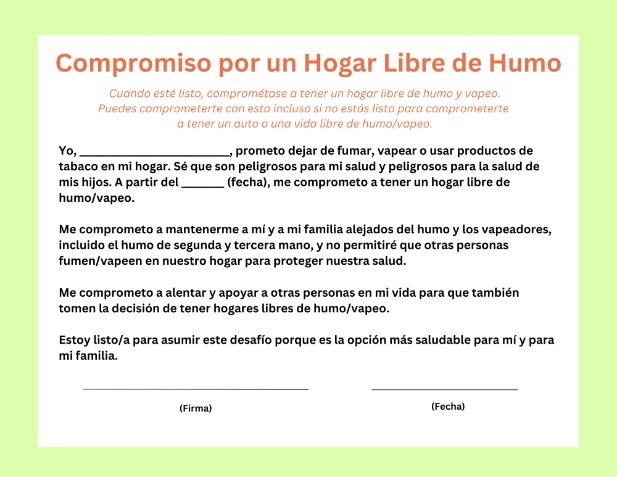 Compromiso por un Hogar Libre de Humo
Cuando esté listo, comprométase a tener un hogar libre de humo y vapeo.
Puedes comprometerte con esto incluso si no estás listo para comprometerte
a tener un auto o una vida libre de humo/vapeo.
Yo, _________________________, prometo dejar de fumar, vapear o usar productos de
tabaco en mi hogar. Sé que son peligrosos para mi salud y peligrosos para la salud de
mis hijos. A partir del _______ (fecha), me comprometo a tener un hogar libre de
humo/vapeo.
Me comprometo a mantenerme a mí y a mi familia alejados del humo y los vapeadores,
incluido el humo de segunda y tercera mano, y no permitiré que otras personas
fumen/vapeen en nuestro hogar para proteger nuestra salud.
Me comprometo a alentar y apoyar a otras personas en mi vida para que también
tomen la decisión de tener hogares libres de humo/vapeo.
Estoy listo/a para asumir este desafío porque es la opción más saludable para mí y para
mi familia.
(Firma) (Fecha)